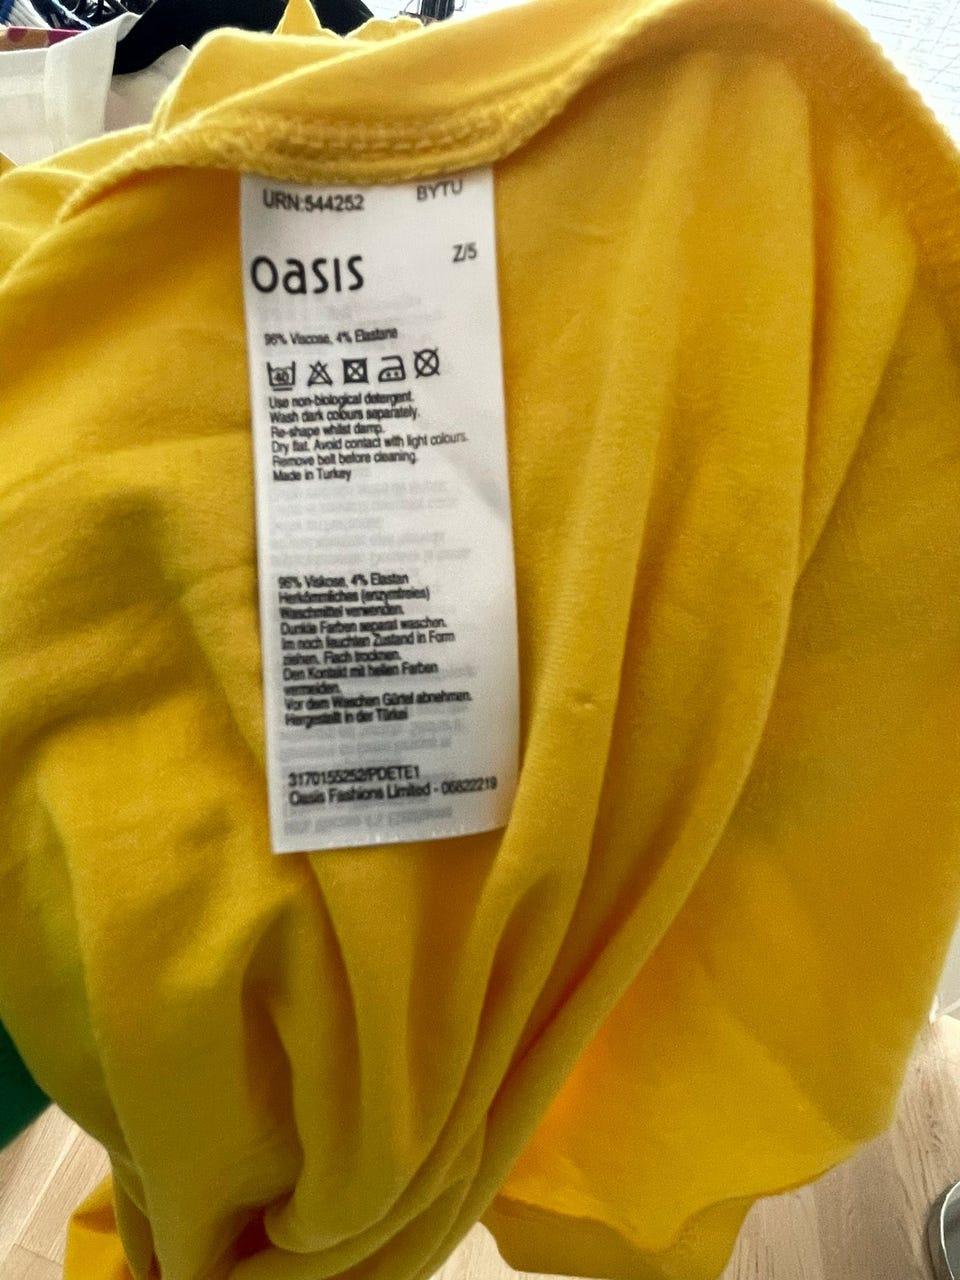 URN:544252 BYTU
oasis Z/5
96% Viscose, 4% Elastane
40
Use non-biological detergent.
Wash dark colours separately.
Re-shape whilst damp.
Dry flat. Avoid contact with light colours.
Remove belt before cleaning.
Made in Turkey
96% Viskose, 4% Elastan
Herkömmliches (enzymfreies)
Waschmittel verwenden.
Dunkle Farben separat waschen.
Im noch feuchten Zustand in Form
ziehen. Flach trocknen.
Den Kontakt mit hellen Farben
vermeiden.
Vor dem Waschen Gürtel abnehmen.
Hergestellt in der Türkei
3170155252/PDETE1
Oasis Fashions Limited - 06822219